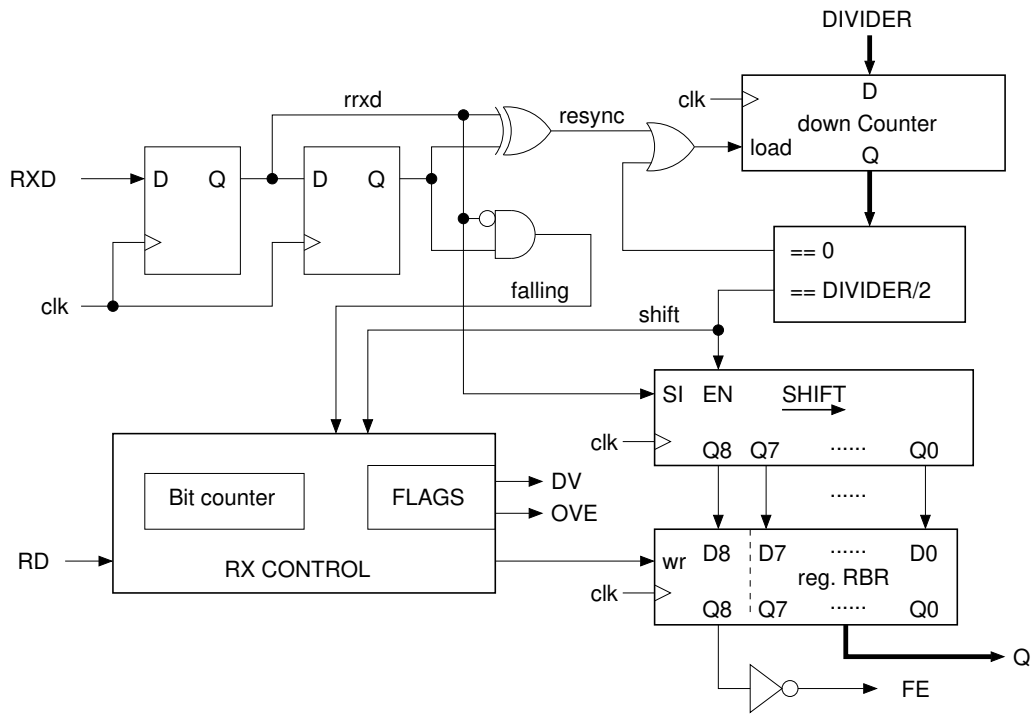 DIVIDER
rrxd
resync
clk
D
down Counter
load
Q
RXD
D Q
D Q
clk
== 0
== DIVIDER/2
falling
shift
SI EN SHIFT
clk
Q8 Q7 ...... Q0
Bit counter
FLAGS
DV
OVE
......
RD
RX CONTROL
wr D8 D7 ...... D0
reg. RBR
clk
Q8 Q7 ...... Q0
Q
FE